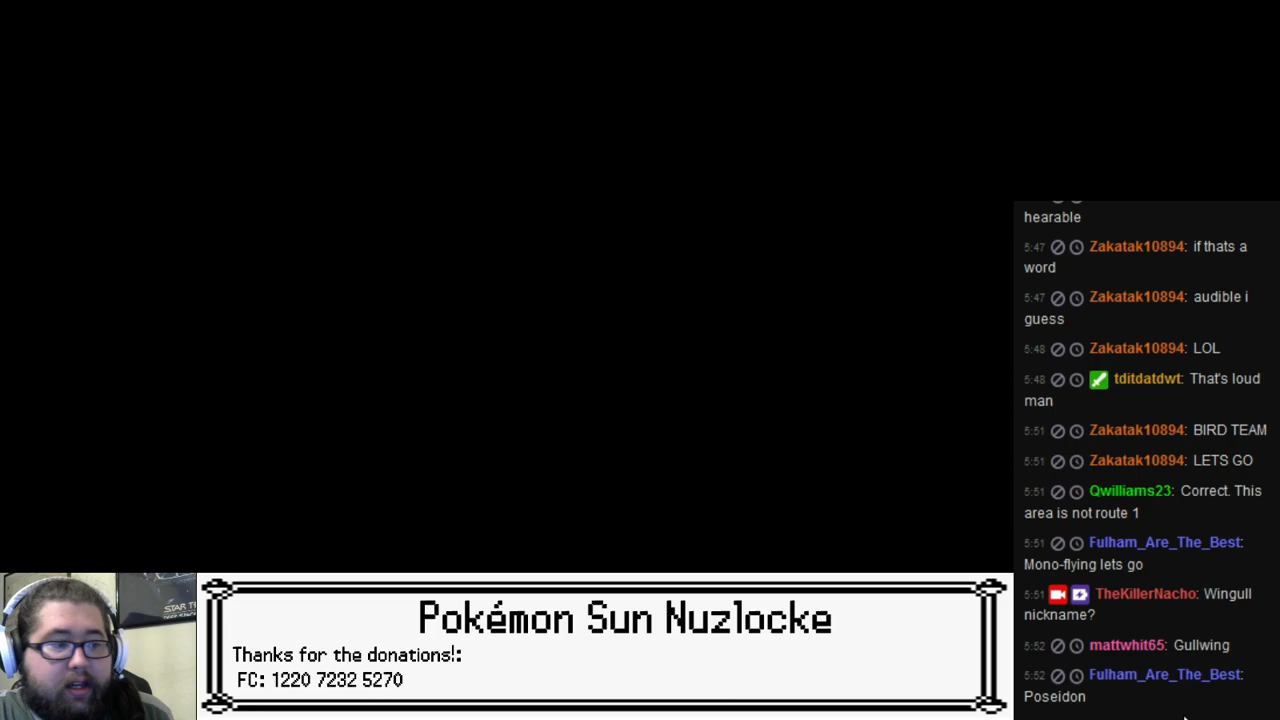 hearable
5:47 Zakatak10894: if thats a
word
5:47 Zakatak10894: audible i
guess
5:48 Zakatak10894: LOL
5:48 tditdatdwt: That's loud
man
5:51 Zakatak10894: BIRD TEAM
5:51 Zakatak10894: LETS GO
5:51 Qwilliams23: Correct. This
area is not route 1
5:51 Fulham_Are_The_Best:
Mono-flying lets go
5:51 TheKillerNacho: Wingull
nickname?
5:52 mattwhit65: Gullwing
5:52 Fulham_Are_The_Best:
Poseidon
STAR
Pokémon Sun Nuzlocke
Thanks for the donations!:
FC: 1220 7232 5270